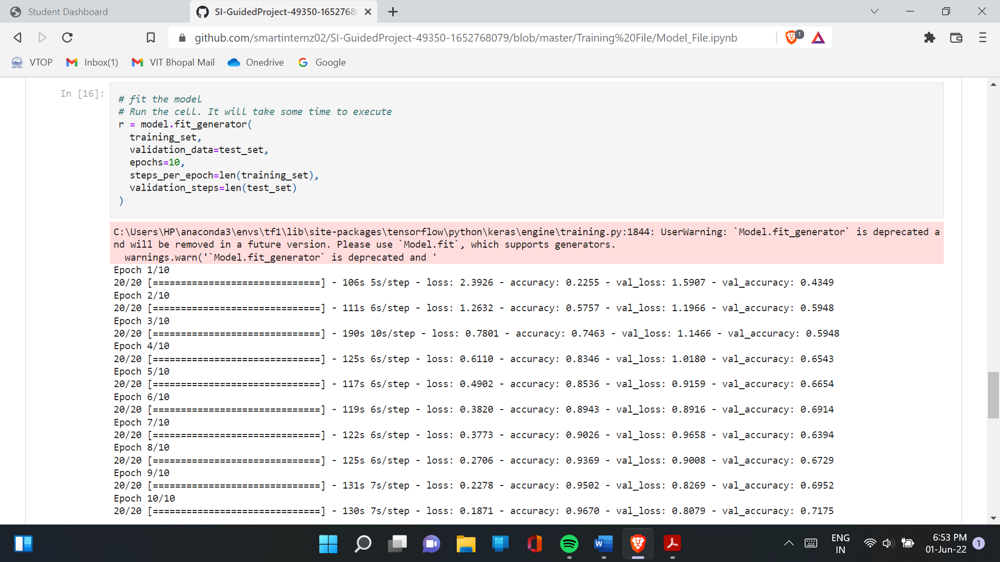 Student Dashboard
SI-GuidedProject-49350-16527680
github.com/smartinternz02/SI-GuidedProject-49350-1652768079/blob/master/Training%20File/Model_File.ipynb
1
VTOP
Inbox(1)
VIT Bhopal Mail
Onedrive
Google
In [16]:
# fit the model
# Run the cell. It will take some time to execute
r = model.fit_generator(
  training_set,
  validation_data=test_set,
  epochs=10,
  steps_per_epoch=len(training_set),
  validation_steps=len(test_set)
)
C:\Users\HP\anaconda3\envs\tf1\lib\site-packages\tensorflow\python\keras\engine\training.py:1844: UserWarning: `Model.fit_generator` is deprecated a
nd will be removed in a future version. Please use `Model.fit`, which supports generators.
  warnings.warn('`Model.fit_generator` is deprecated and '
Epoch 1/10
20/20 [==============================] - 106s 5s/step - loss: 2.3926 - accuracy: 0.2255 - val_loss: 1.5907 - val_accuracy: 0.4349
Epoch 2/10
20/20 [==============================] - 111s 6s/step - loss: 1.2632 - accuracy: 0.5757 - val_loss: 1.1966 - val_accuracy: 0.5948
Epoch 3/10
20/20 [==============================] - 190s 10s/step - loss: 0.7801 - accuracy: 0.7463 - val_loss: 1.1466 - val_accuracy: 0.5948
Epoch 4/10
20/20 [==============================] - 125s 6s/step - loss: 0.6110 - accuracy: 0.8346 - val_loss: 1.0180 - val_accuracy: 0.6543
Epoch 5/10
20/20 [==============================] - 117s 6s/step - loss: 0.4902 - accuracy: 0.8536 - val_loss: 0.9159 - val_accuracy: 0.6654
Epoch 6/10
20/20 [==============================] - 119s 6s/step - loss: 0.3820 - accuracy: 0.8943 - val_loss: 0.8916 - val_accuracy: 0.6914
Epoch 7/10
20/20 [==============================] - 122s 6s/step - loss: 0.3773 - accuracy: 0.9026 - val_loss: 0.9658 - val_accuracy: 0.6394
Epoch 8/10
20/20 [==============================] - 125s 6s/step - loss: 0.2706 - accuracy: 0.9369 - val_loss: 0.9008 - val_accuracy: 0.6729
Epoch 9/10
20/20 [==============================] - 131s 7s/step - loss: 0.2278 - accuracy: 0.9502 - val_loss: 0.8269 - val_accuracy: 0.6952
Epoch 10/10
20/20 [==============================] - 130s 7s/step - loss: 0.1871 - accuracy: 0.9670 - val_loss: 0.8079 - val_accuracy: 0.7175
W
ENG
IN
6:53 PM
01-Jun-22
1